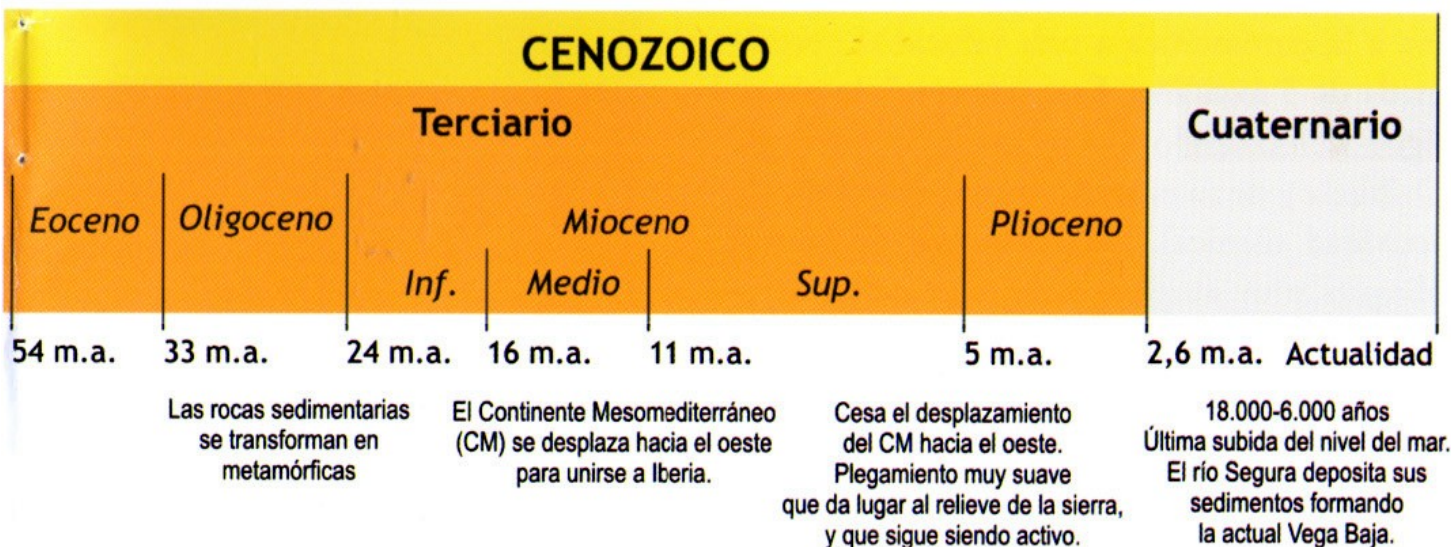 CENOZOICO
Terciario
Cuaternario
Eoceno
Oligoceno
Mioceno
Plioceno
Inf.
Medio
Sup.
54 m.a.
33 m.a.
24 m.a.
16 m.a.
11 m.a.
5 m.a.
2,6 m.a.
Actualidad
Las rocas sedimentarias
se transforman en
metamórficas
El Continente Mesomediterráneo
(CM) se desplaza hacia el oeste
para unirse a Iberia.
Cesa el desplazamiento
del CM hacia el oeste.
Plegamiento muy suave
que da lugar al relieve de la sierra,
y que sigue siendo activo.
18.000-6.000 años
Última subida del nivel del mar.
El río Segura deposita sus
sedimentos formando
la actual Vega Baja.